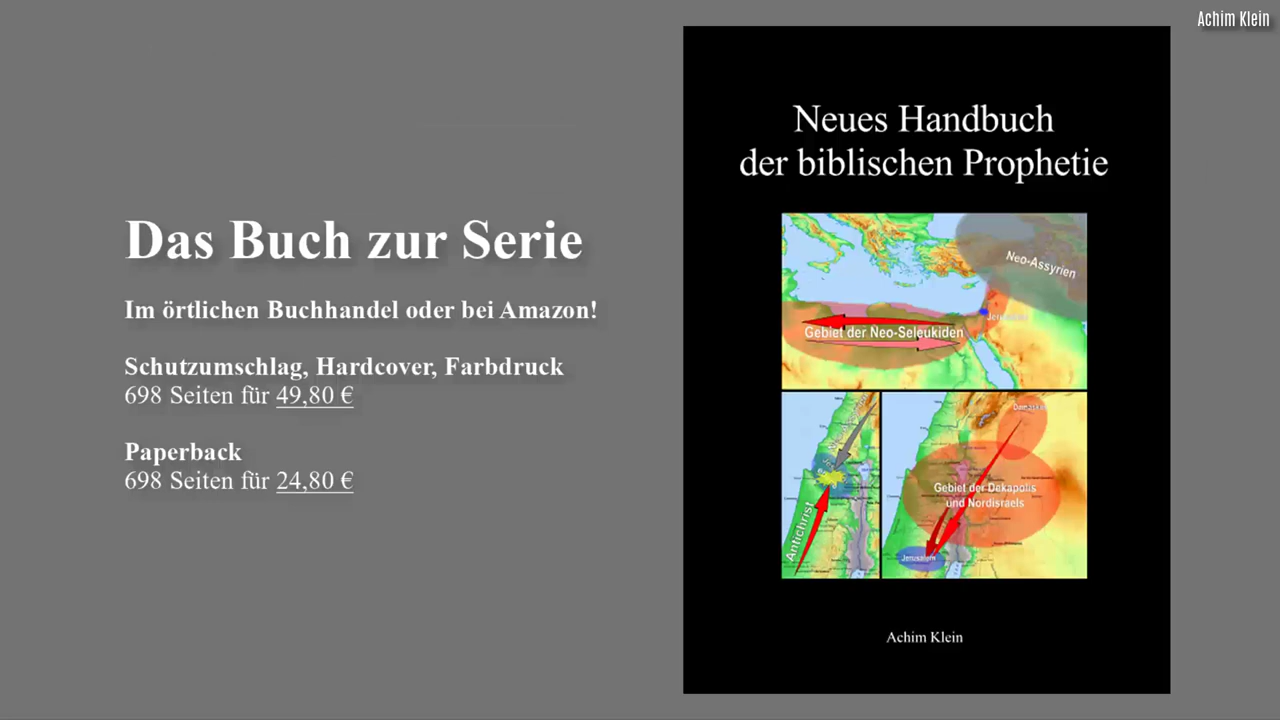 Achim Klein
Das Buch zur Serie
Im örtlichen Buchhandel oder bei Amazon!
Schutzumschlag, Hardcover, Farbdruck
698 Seiten für 49,80 €
Paperback
698 Seiten für 24,80 €
Neues Handbuch
der biblischen Prophetie
Neo-Assyrien
Gebiet der Neo-Seleukiden
Antichrist
Damaskus
Gebiet der Dekapolis
und Nordisraels
Jerusalem
Achim Klein